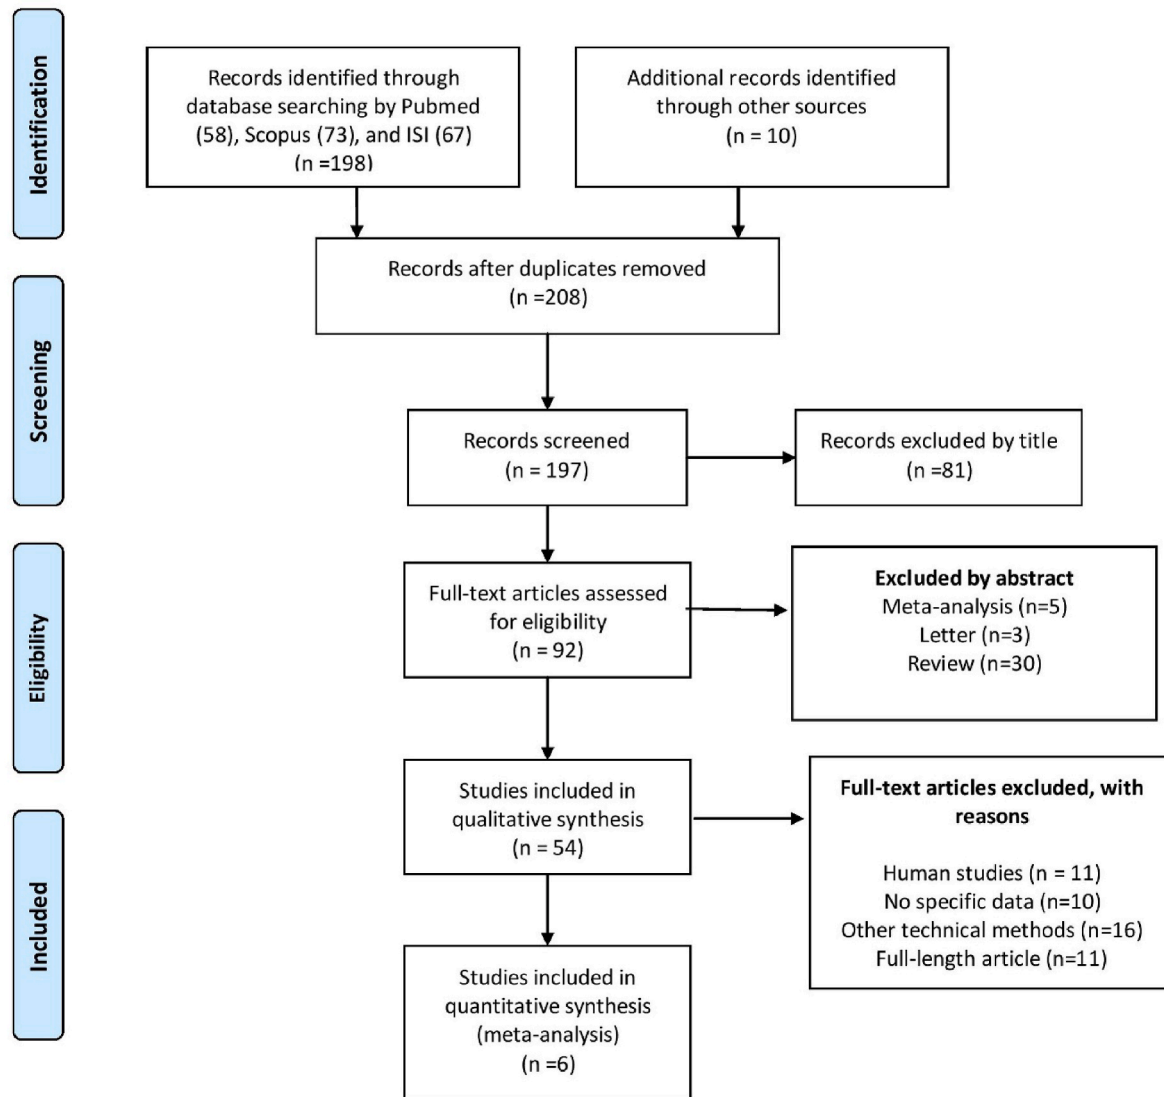 Identification
Records identified through
database searching by Pubmed
(58), Scopus (73), and ISI (67)
(n =198)
Additional records identified
through other sources
(n = 10)
Records after duplicates removed
(n =208)
Screening
Records screened
(n = 197)
Records excluded by title
(n =81)
Eligibility
Full-text articles assessed
for eligibility
(n = 92)
Excluded by abstract
Meta-analysis (n=5)
Letter (n=3)
Review (n=30)
Studies included in
qualitative synthesis
(n = 54)
Full-text articles excluded, with
reasons
Human studies (n = 11)
No specific data (n=10)
Other technical methods (n=16)
Full-length article (n=11)
Included
Studies included in
quantitative synthesis
(meta-analysis)
(n =6)